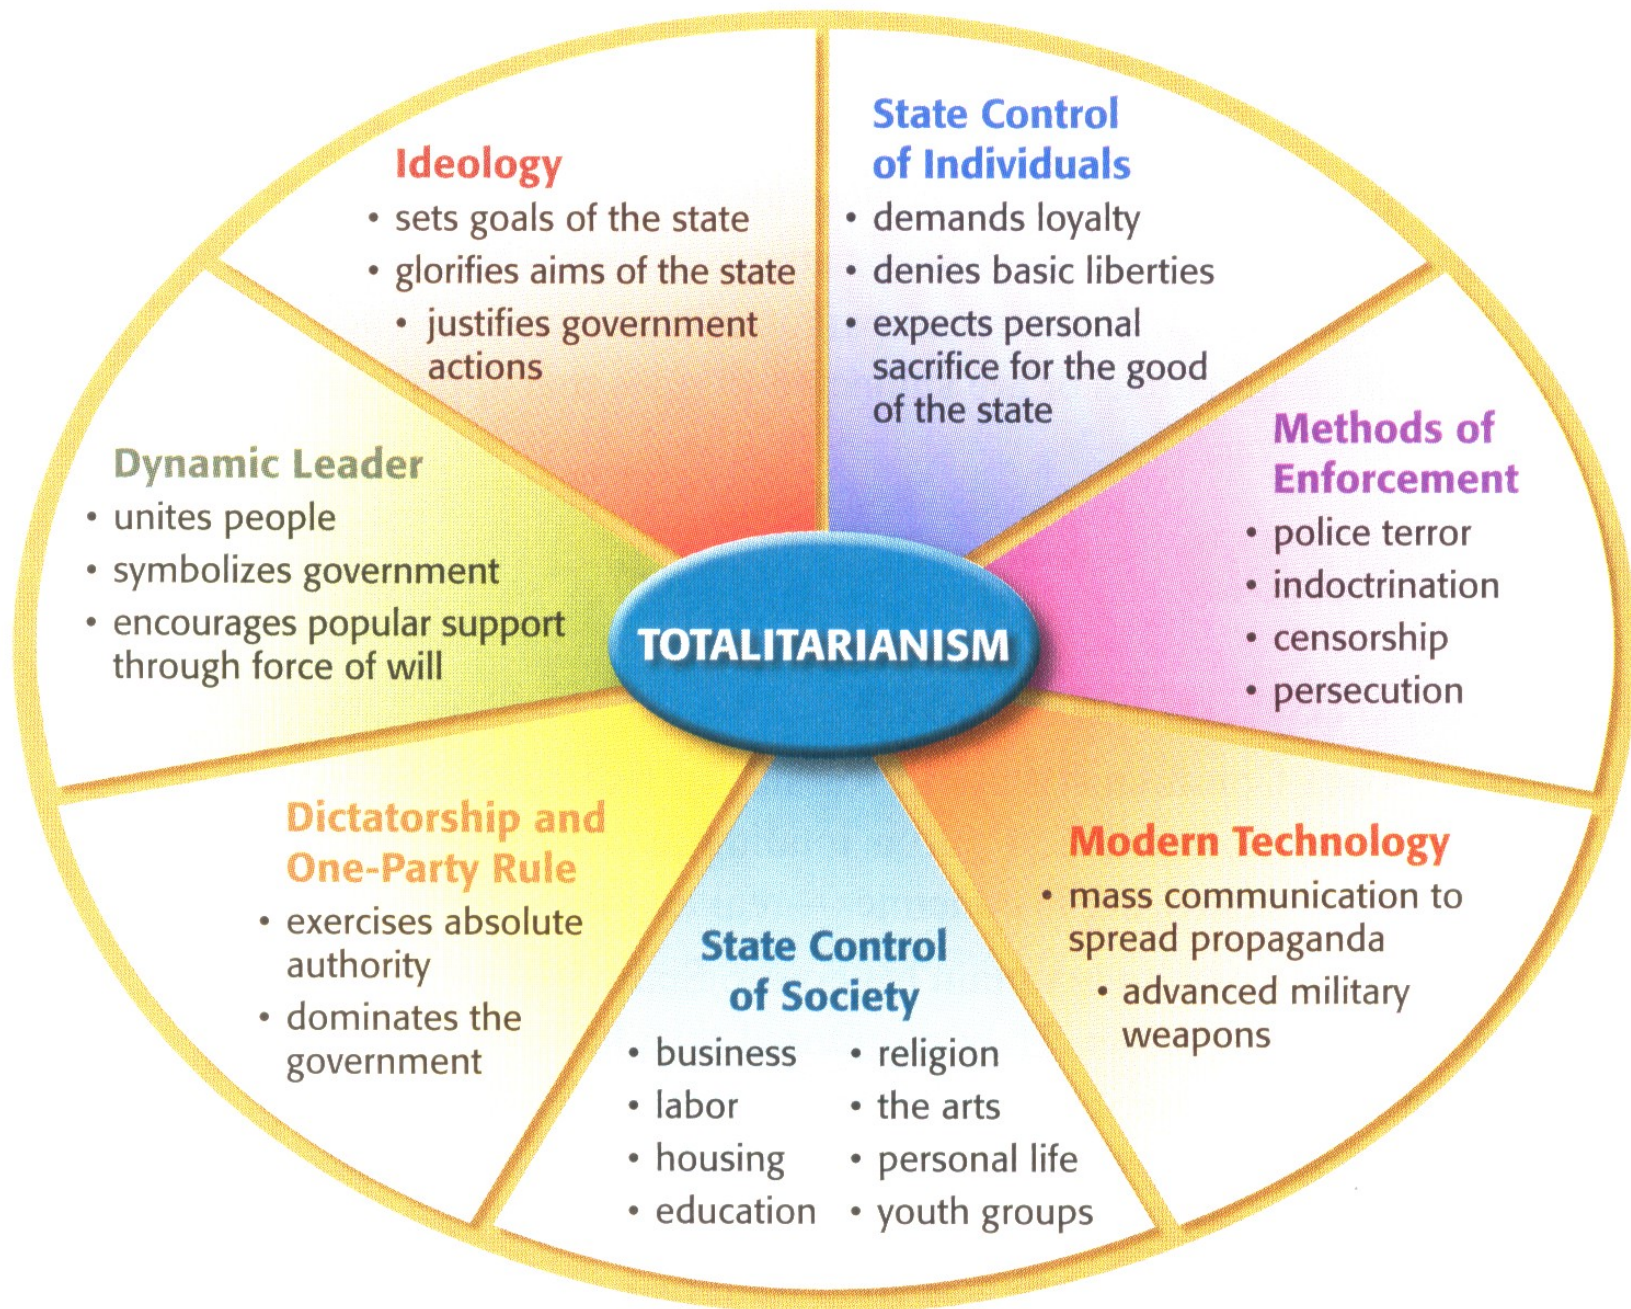 Ideology
• sets goals of the state
• glorifies aims of the state
• justifies government
actions
State Control
of Individuals
• demands loyalty
• denies basic liberties
• expects personal
sacrifice for the good
of the state
Methods of
Enforcement
• police terror
• indoctrination
• censorship
• persecution
Modern Technology
• mass communication to
spread propaganda
• advanced military
weapons
State Control
of Society
• business
• labor
• housing
• education
• religion
• the arts
• personal life
• youth groups
Dictatorship and
One-Party Rule
• exercises absolute
authority
• dominates the
government
Dynamic Leader
• unites people
• symbolizes government
• encourages popular support
through force of will
TOTALITARIANISM